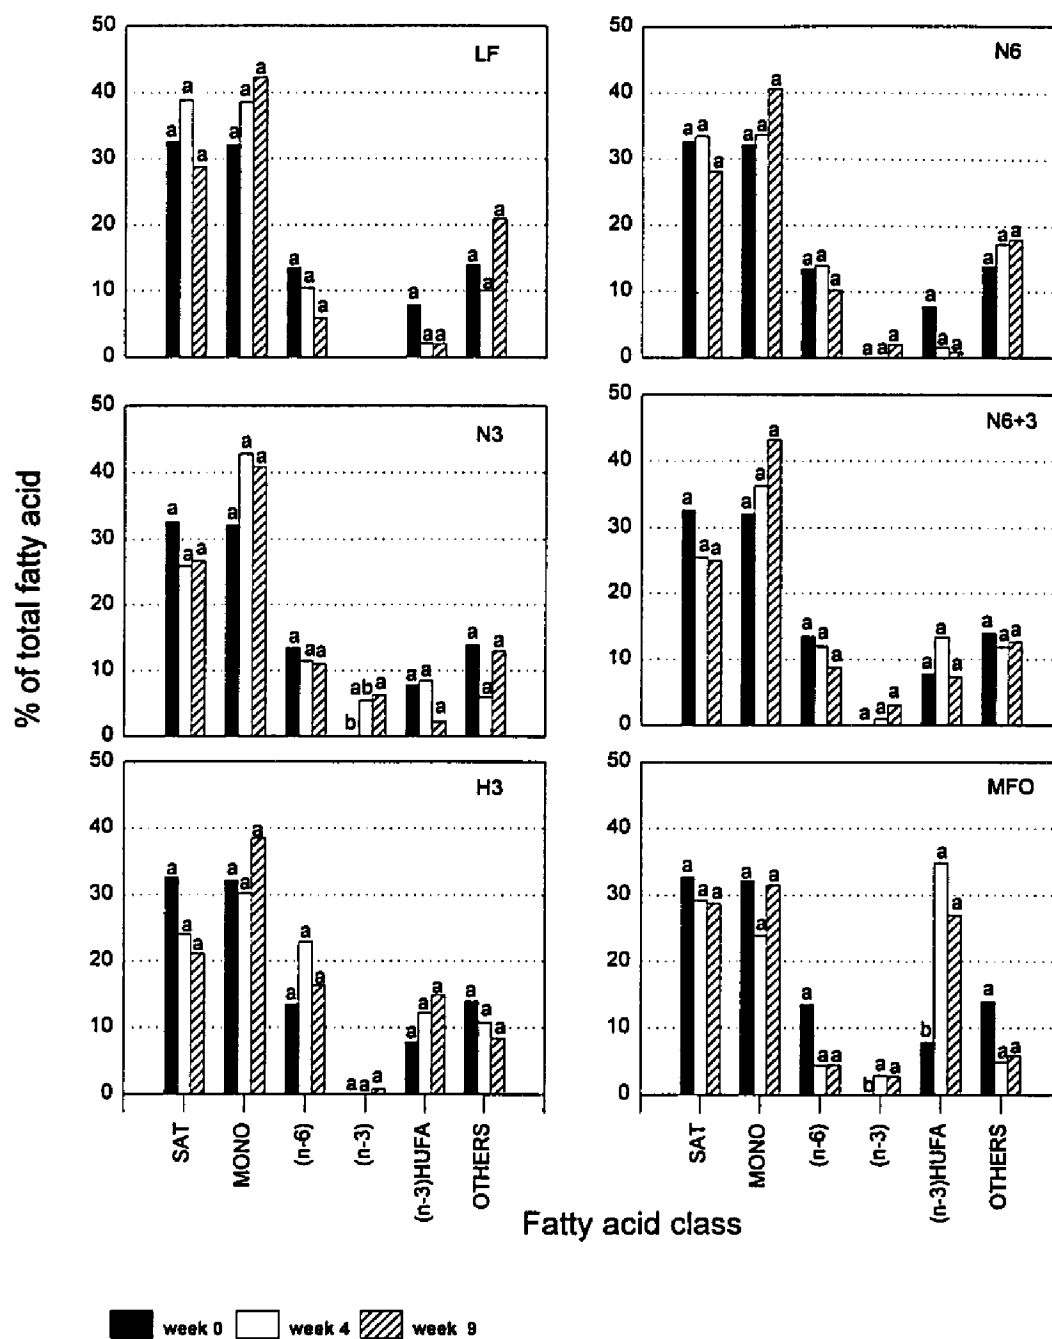 LF
50
40
30
20
10
0
a a a a a a a a a a a a a a a
N6
50
40
30
20
10
0
a a a a a a a a a a a a a a a a a a
N3
50
40
30
20
10
0
a a a a a a a a a b ab a a a a a a a
N6+3
50
40
30
20
10
0
a a a a a a a a a a a a a a a a a a
H3
50
40
30
20
10
0
a a a a a a a a a a a a a a a a
MFO
50
40
30
20
10
0
a a a a a a a a a b a a b a a a a a
% of total fatty acid
SAT
MONO
(n-6)
(n-3)
(n-3)HUFA
OTHERS
SAT
MONO
(n-6)
(n-3)
(n-3)HUFA
OTHERS
Fatty acid class
week 0 week 4 week 9